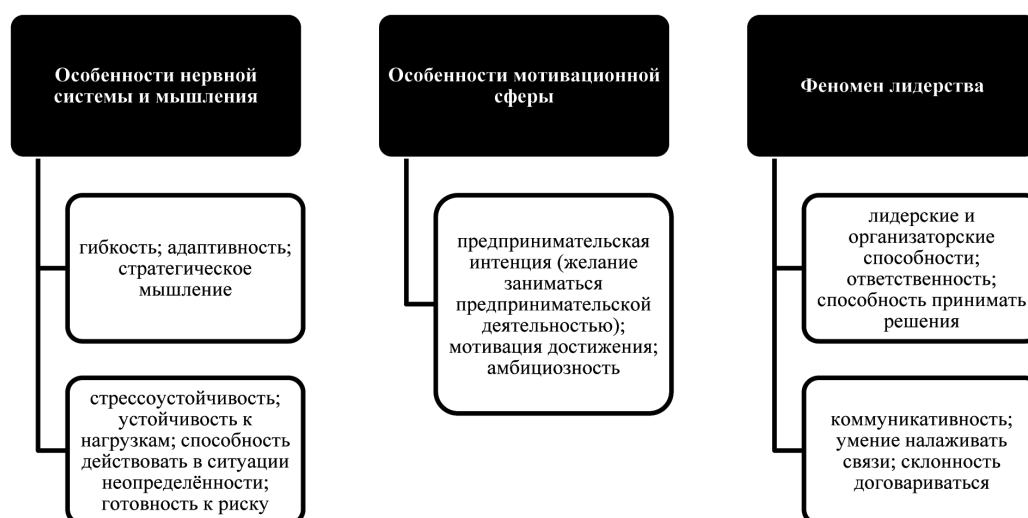 Особенности нервной
системы и мышления
гибкость; адаптивность;
стратегическое
мышление
стрессоустойчивость;
устойчивость к
нагрузкам; способность
действовать в ситуации
неопределённости;
готовность к риску
Особенности мотивационной
сферы
предпринимательская
интенция (желание
заниматься
предпринимательской
деятельностью);
мотивация достижения;
амбициозность
Феномен лидерства
лидерские и
организаторские
способности;
ответственность;
способность принимать
решения
коммуникативность;
умение налаживать
связи; склонность
договариваться